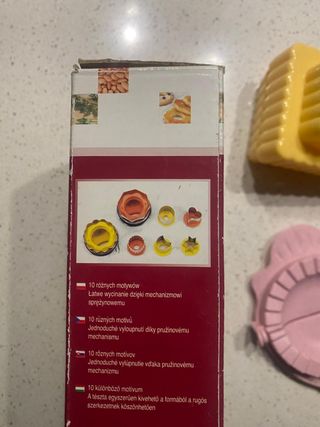 10 różnych motywów
Łatwe wycinanie dzięki mechanizmowi
sprężynowemu
10 různých motivů
Jednoduché vyloupnutí díky pružinovému
mechanismu
10 rôznych motívov
Jednoduché vylúpnutie vďaka pružinovému
mechanizmu
10 különböző motívum
A tészta egyszerűen kivehető a formából a rugós
szerkezetnek köszönhetően